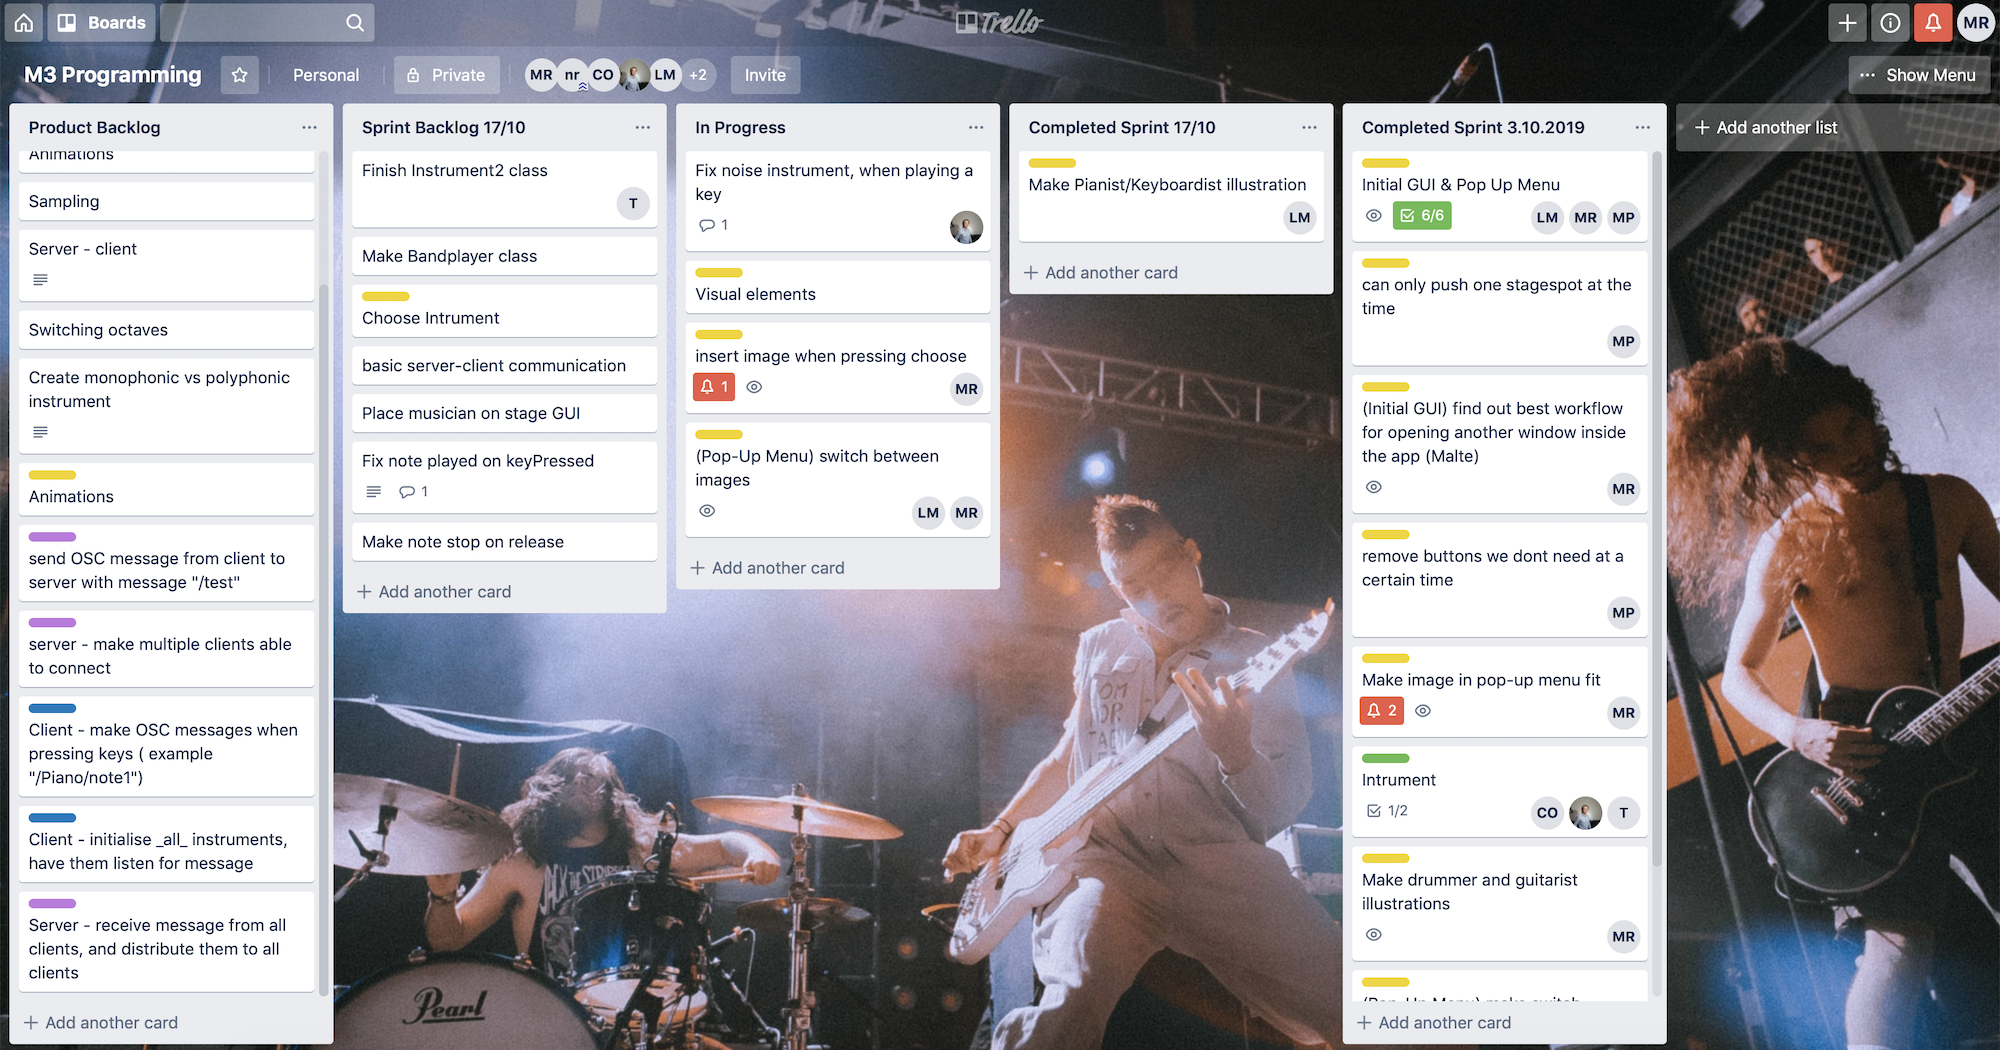 Boards
Trello
MR
M3 Programming
Personal
Private
MR nr CO LM +2
Invite
Show Menu
Product Backlog
Animations
Sampling
Server - client
Switching octaves
Create monophonic vs polyphonic
instrument
Animations
send OSC message from client to
server with message "/test"
server - make multiple clients able
to connect
Client - make OSC messages when
pressing keys ( example
"/Piano/note1")
Client - initialise _all_ instruments,
have them listen for message
Server - receive message from all
clients, and distribute them to all
clients
+ Add another card
Sprint Backlog 17/10
Finish Instrument2 class
T
Make Bandplayer class
Choose Intrument
basic server-client communication
Place musician on stage GUI
Fix note played on keyPressed
1
Make note stop on release
+ Add another card
In Progress
Fix noise instrument, when playing a
key
1
Visual elements
insert image when pressing choose
1
MR
(Pop-Up Menu) switch between
images
LM MR
+ Add another card
Completed Sprint 17/10
Make Pianist/Keyboardist illustration
LM
+ Add another card
Completed Sprint 3.10.2019
Initial GUI & Pop Up Menu
6/6
LM MR MP
can only push one stagespot at the
time
MP
(Initial GUI) find out best workflow
for opening another window inside
the app (Malte)
MR
remove buttons we dont need at a
certain time
MP
Make image in pop-up menu fit
2
MR
Intrument
1/2
CO T
Make drummer and guitarist
illustrations
MR
(Pop-Up Menu) make switch
+ Add another card
+ Add another list
Pearl